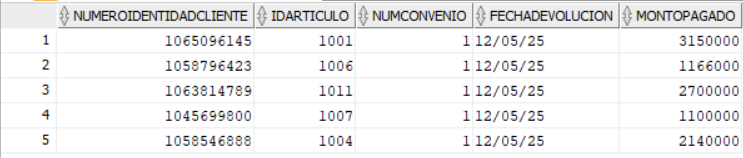 NUMEROIDENTIDADCLIENTE IDARTICULO NUMCONVENIO FECHADEVOLUCION MONTOPAGADO
1 1065096145 1001 1 12/05/25 3150000
2 1058796423 1006 1 12/05/25 1166000
3 1063814789 1011 1 12/05/25 2700000
4 1045699800 1007 1 12/05/25 1100000
5 1058546888 1004 1 12/05/25 2140000